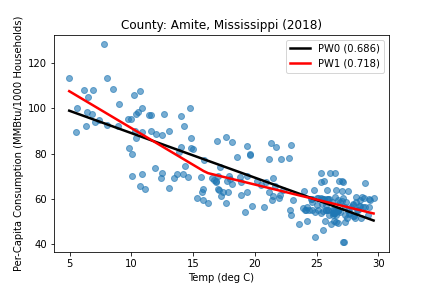 County: Amite, Mississippi (2018)
Per-Capita Consumption (MMBtu/1000 Households)
120
100
80
60
40
PW0 (0.686)
PW1 (0.718)
5 10 15 20 25 30
Temp (deg C)